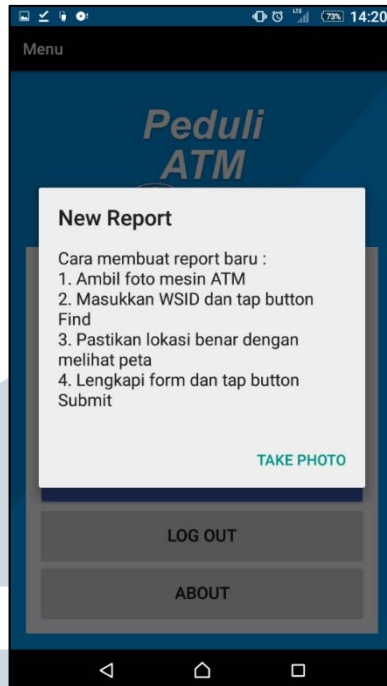 73%
14:20
Menu
Peduli
ATM
New Report
Cara membuat report baru :
1. Ambil foto mesin ATM
2. Masukkan WSID dan tap button
Find
3. Pastikan lokasi benar dengan
melihat peta
4. Lengkapi form dan tap button
Submit
TAKE PHOTO
LOG OUT
ABOUT